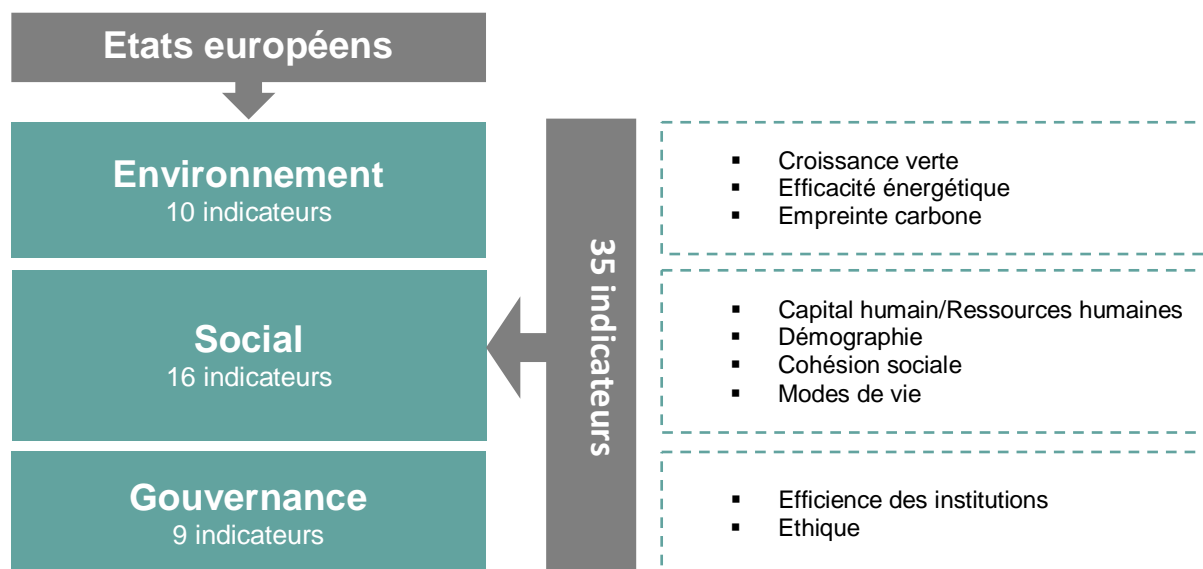 Etats européens
Environnement
10 indicateurs
Social
16 indicateurs
Gouvernance
9 indicateurs
35 indicateurs
▪ Croissance verte
▪ Efficacité énergétique
▪ Empreinte carbone
▪ Capital humain/Ressources humaines
▪ Démographie
▪ Cohésion sociale
▪ Modes de vie
▪ Efficience des institutions
▪ Ethique